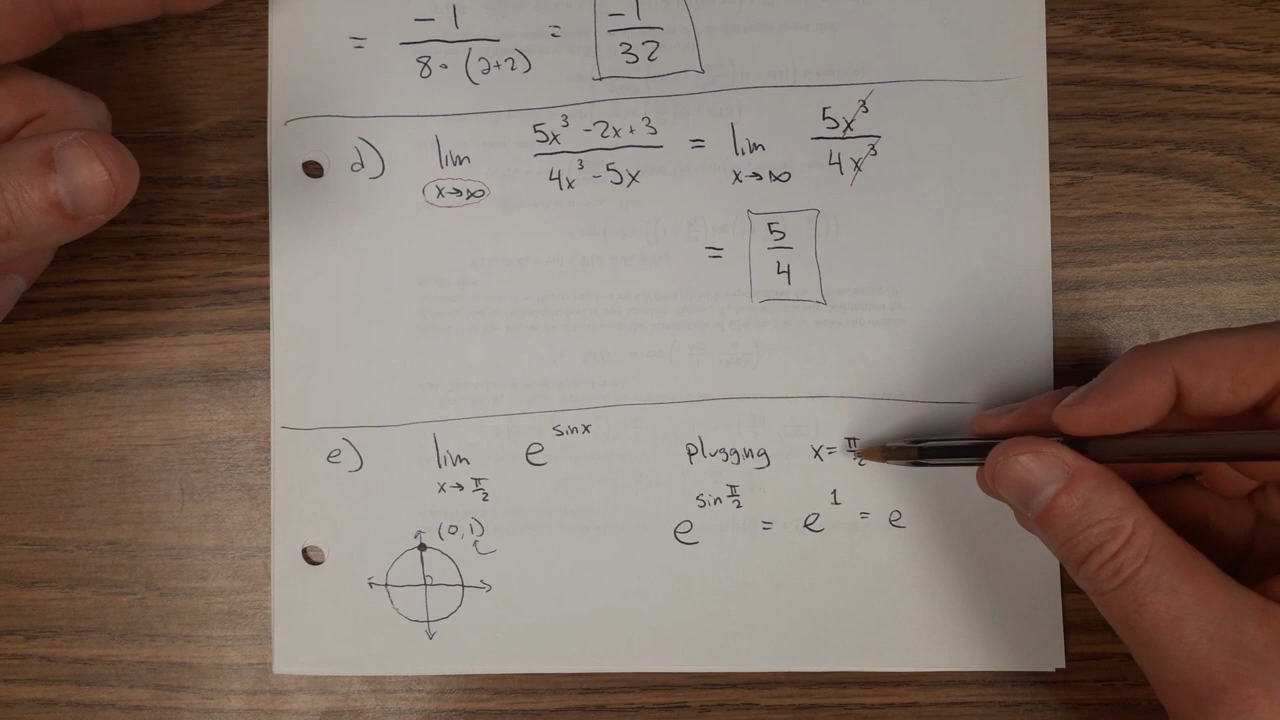 = -1 / 8·(2+2) = -1 / 32
d) lim x→∞ 5x³ -2x+3 / 4x³ -5x = lim x→∞ 5x³ / 4x³
= 5 / 4
e) lim x→π/2 e^sinx plugging x= π/2
e^sin π/2 = e^1 = e
(0,1)